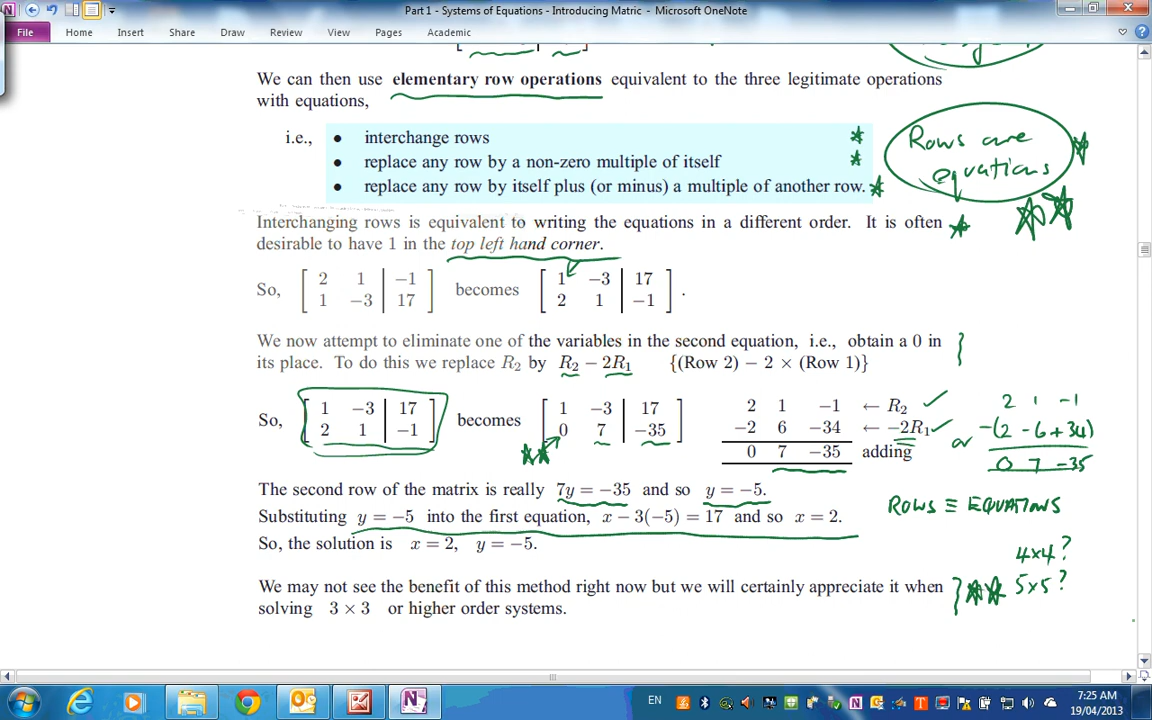 Part 1 - Systems of Equations - Introducing Matric... - Microsoft OneNote
File Home Insert Share Draw Review View Pages Academic
We can then use elementary row operations equivalent to the three legitimate operations
with equations,
i.e., • interchange rows
• replace any row by a non-zero multiple of itself
• replace any row by itself plus (or minus) a multiple of another row.
Rows are
equations
Interchanging rows is equivalent to writing the equations in a different order. It is often
desirable to have 1 in the top left hand corner.
So, [ 2 1 | −1 ] becomes [ 1 −3 | 17 ] .
[ 1 −3 | 17 ] [ 2 1 | −1 ]
We now attempt to eliminate one of the variables in the second equation, i.e., obtain a 0 in
its place. To do this we replace R₂ by R₂ − 2R₁ {(Row 2) − 2 × (Row 1)}
So, [ 1 −3 | 17 ] becomes [ 1 −3 | 17 ] 2 1 −1 ← R₂
[ 2 1 | −1 ] [ 0 7 | −35 ] −2 6 −34 ← −2R₁
0 7 −35 adding
or
2 1 -1
-(2 -6 +34)
0 7 -35
The second row of the matrix is really 7y = −35 and so y = −5.
Substituting y = −5 into the first equation, x − 3(−5) = 17 and so x = 2.
So, the solution is x = 2, y = −5.
ROWS ≡ EQUATIONS
4x4?
5x5?
We may not see the benefit of this method right now but we will certainly appreciate it when
solving 3 × 3 or higher order systems.
EN
7:25 AM
19/04/2013